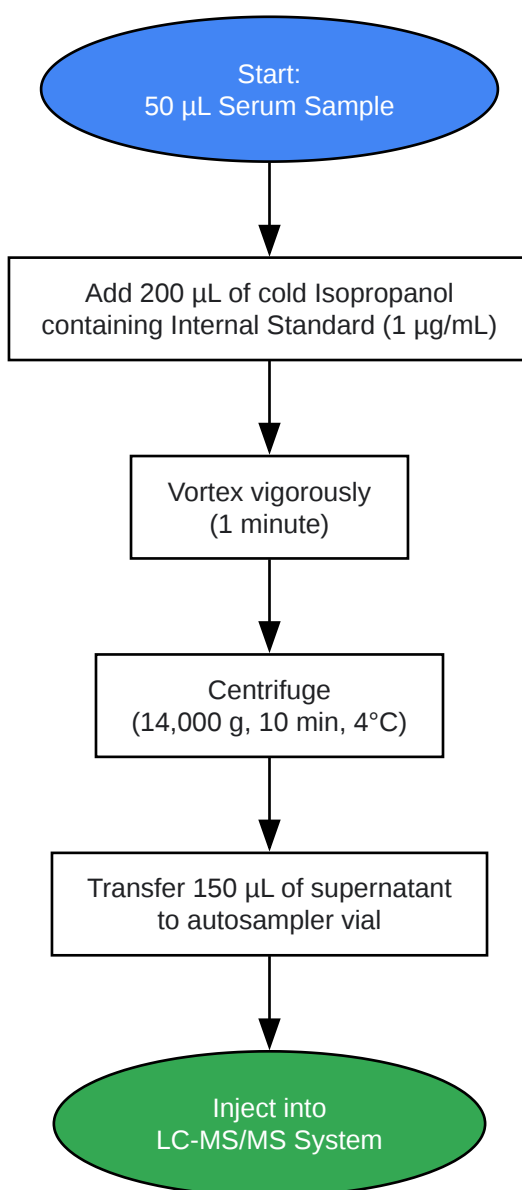 Start:
50 µL Serum Sample
Add 200 µL of cold Isopropanol
containing Internal Standard (1 µg/mL)
Vortex vigorously
(1 minute)
Centrifuge
(14,000 g, 10 min, 4°C)
Transfer 150 µL of supernatant
to autosampler vial
Inject into
LC-MS/MS System